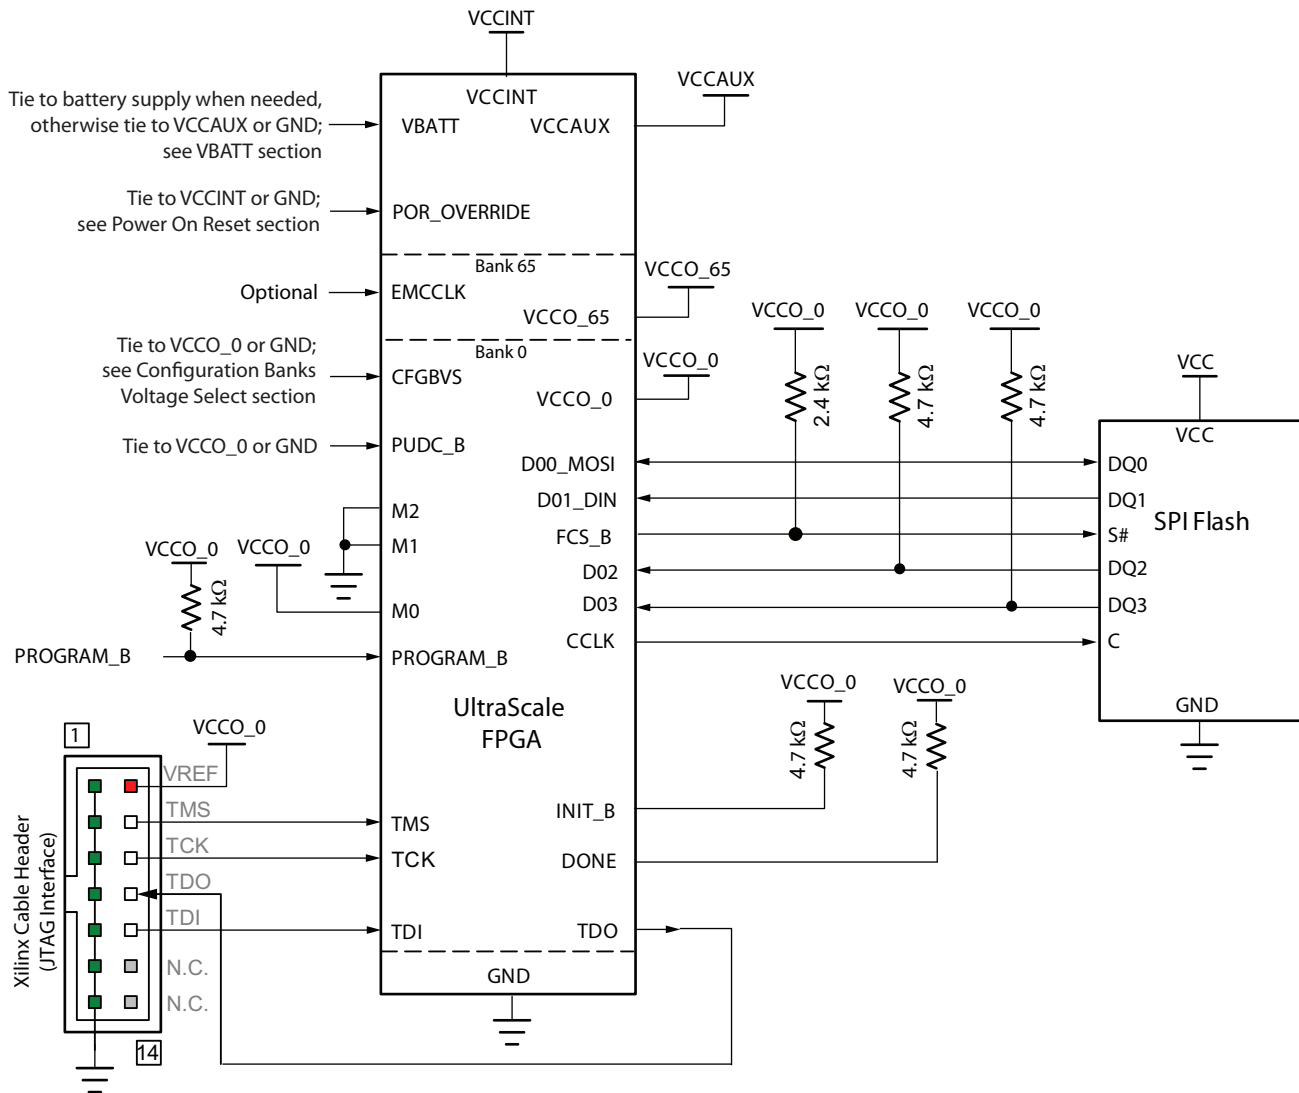 VCCINT
VCCINT
VCCAUX
Tie to battery supply when needed,
otherwise tie to VCCAUX or GND;
see VBATT section
VBATT
VCCAUX
Tie to VCCINT or GND;
see Power On Reset section
POR_OVERRIDE
Bank 65
Optional
EMCCLK
VCCO_65
VCCO_65
Tie to VCCO_0 or GND;
see Configuration Banks
Voltage Select section
CFGBVS
Bank 0
VCCO_0
VCCO_0
VCCO_0
VCCO_0
VCCO_0
2.4 kΩ
4.7 kΩ
4.7 kΩ
VCC
VCC
Tie to VCCO_0 or GND
PUDC_B
D00_MOSI
DQ0
M2
D01_DIN
DQ1
SPI Flash
M1
FCS_B
S#
D02
DQ2
VCCO_0
4.7 kΩ
VCCO_0
M0
D03
DQ3
CCLK
C
PROGRAM_B
PROGRAM_B
GND
UltraScale
FPGA
VCCO_0
4.7 kΩ
VCCO_0
4.7 kΩ
1
VCCO_0
VREF
TMS
TCK
TDO
TDI
N.C.
N.C.
14
Xilinx Cable Header
(JTAG Interface)
TMS
TCK
TDI
INIT_B
DONE
TDO
GND